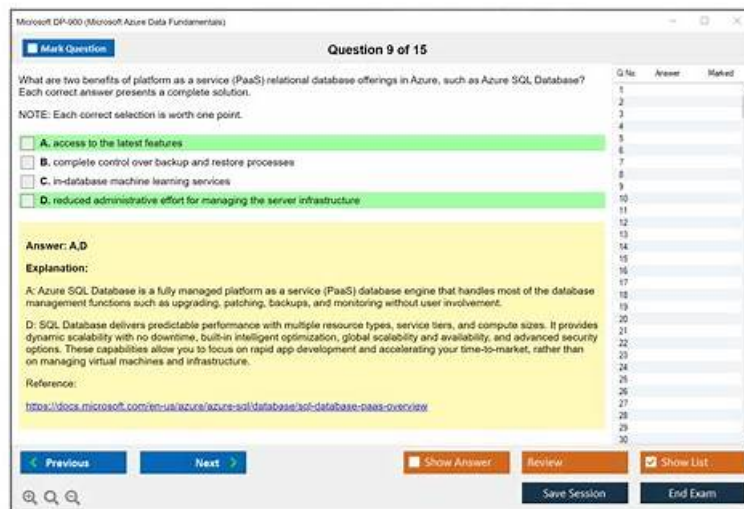 Microsoft DP-900 (Microsoft Azure Data Fundamentals)
Mark Question
Question 9 of 15
What are two benefits of platform as a service (PaaS) relational database offerings in Azure, such as Azure SQL Database?
Each correct answer presents a complete solution.
NOTE: Each correct selection is worth one point.
A. access to the latest features
B. complete control over backup and restore processes
C. in-database machine learning services
D. reduced administrative effort for managing the server infrastructure
Answer: A,D
Explanation:
A: Azure SQL Database is a fully managed platform as a service (PaaS) database engine that handles most of the database
management functions such as upgrading, patching, backups, and monitoring without user involvement.
D: SQL Database delivers predictable performance with multiple resource types, service tiers, and compute sizes. It provides
dynamic scalability with no downtime, built-in intelligent optimization, global scalability and availability, and advanced security
options. These capabilities allow you to focus on rapid app development and accelerating your time-to-market, rather than
on managing virtual machines and infrastructure.
Reference:
https://docs.microsoft.com/en-us/azure/azure-sql/database/sql-database-paas-overview
Q.No Answer Marked
1
2
3
4
5
6
7
8
9
10
11
12
13
14
15
16
17
18
19
20
21
22
23
24
25
26
27
28
29
30
Previous
Next
Show Answer
Review
Show List
Save Session
End Exam